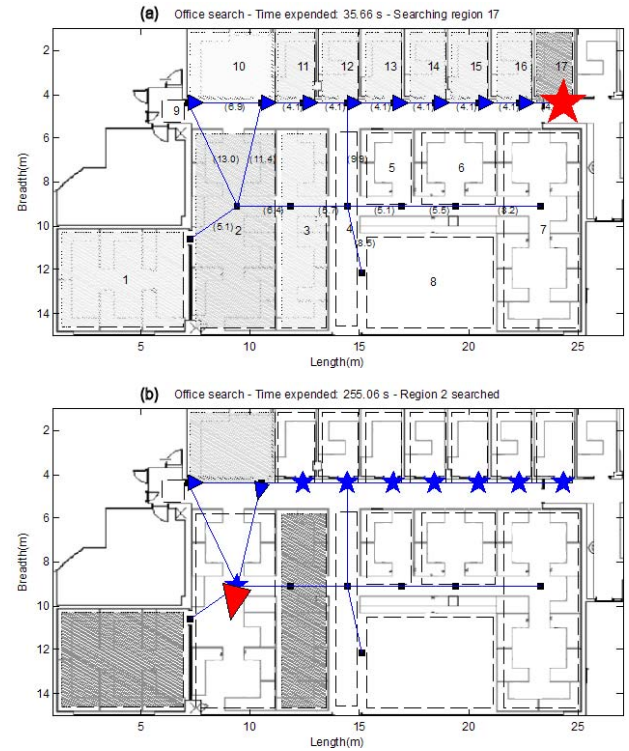 (a) Office search - Time expended: 35.66 s - Searching region 17
2
4
6
8
10
12
14
Breadth(m)
10 11 12 13 14 15 16 17
9
(6.9) (4.1) (4.1) (4.1) (4.1) (4.1) (4.1)
(13.0) (11.4) (9.9)
5 6
(5.1) (6.4) (5.7) (5.1) (5.5) (8.2)
2 3 4 7
1 8
5 10 15 20 25
Length(m)
(b) Office search - Time expended: 255.06 s - Region 2 searched
2
4
6
8
10
12
14
Breadth(m)
5 10 15 20 25
Length(m)